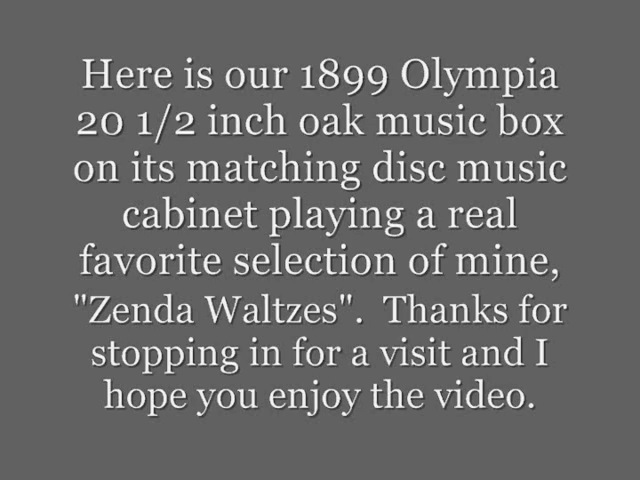 Here is our 1899 Olympia
20 1/2 inch oak music box
on its matching disc music
cabinet playing a real
favorite selection of mine,
"Zenda Waltzes".  Thanks for
stopping in for a visit and I
hope you enjoy the video.